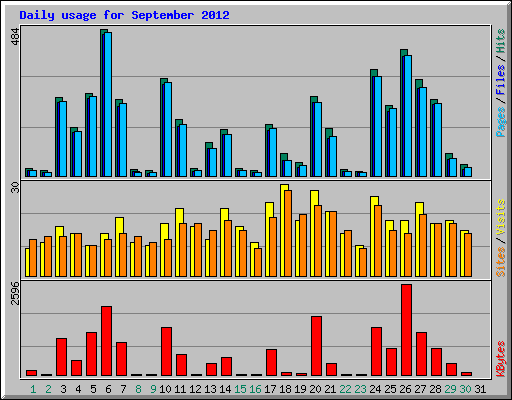 Daily usage for September 2012
484
30
2596
Pages / Files / Hits
Sites / Visits
KBytes
1 2 3 4 5 6 7 8 9 10 11 12 13 14 15 16 17 18 19 20 21 22 23 24 25 26 27 28 29 30 31